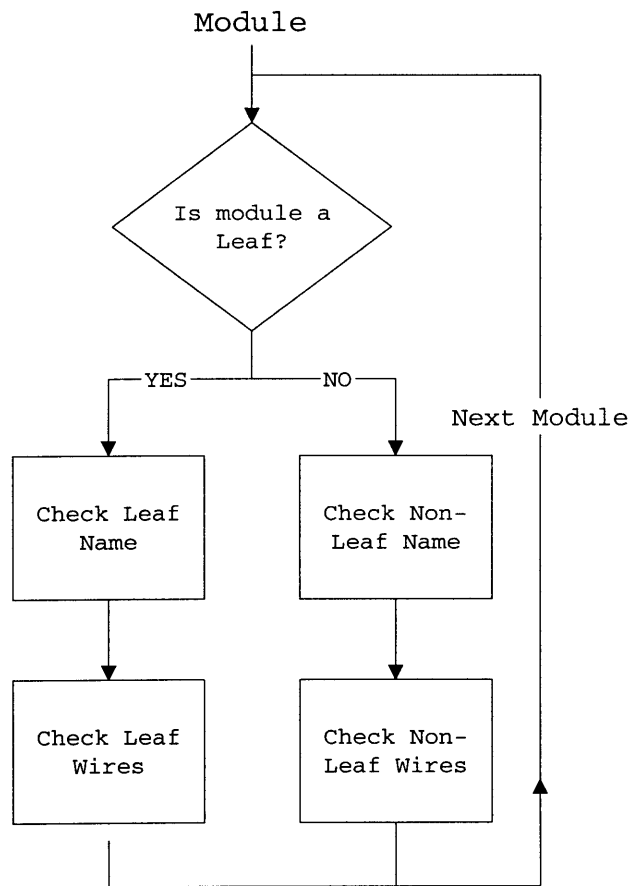 Module
Is module a
Leaf?
YES
NO
Next Module
Check Leaf
Name
Check Non-
Leaf Name
Check Leaf
Wires
Check Non-
Leaf Wires